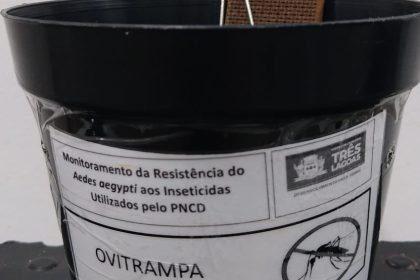 Monitoramento da Resistência do
Aedes aegypti aos Inseticidas
Utilizados pelo PNCD
TRÊS
LAGOAS
OVITRAMPA